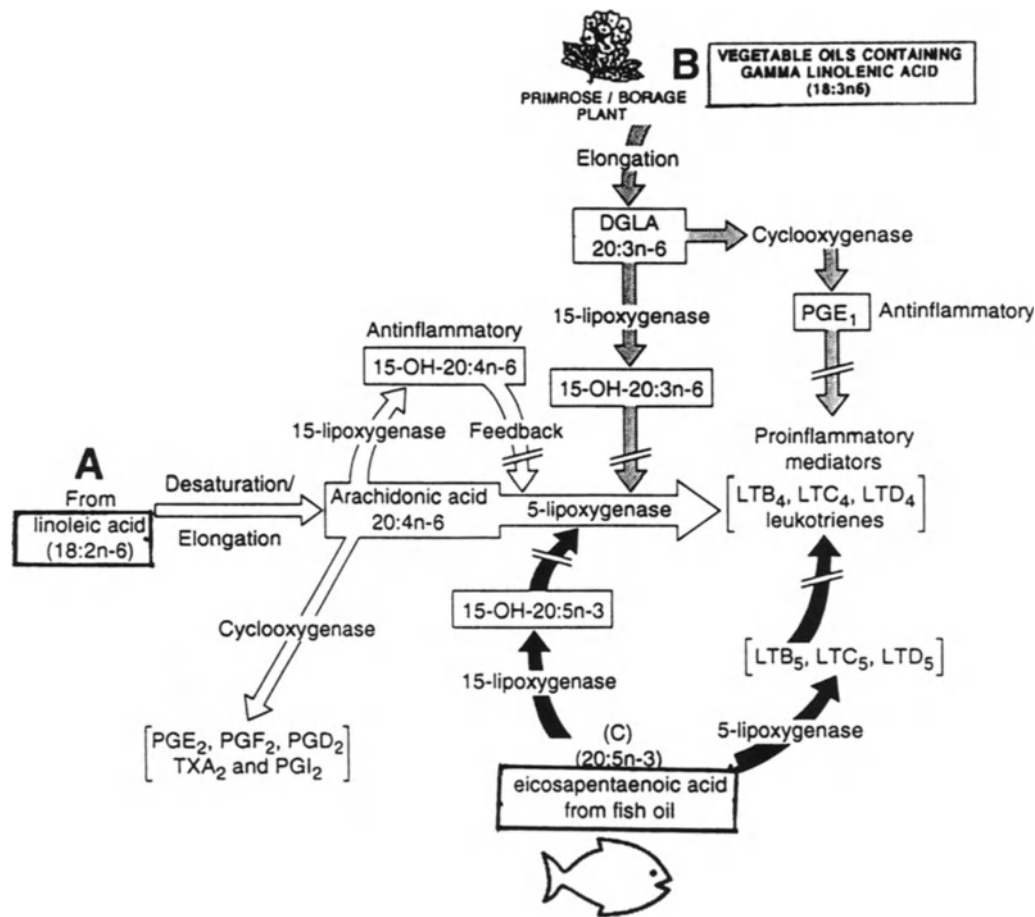 B
VEGETABLE OILS CONTAINING
GAMMA LINOLENIC ACID
(18:3n6)
PRIMROSE / BORAGE
PLANT
Elongation
DGLA
20:3n-6
Cyclooxygenase
15-lipoxygenase
PGE₁
Antinflammatory
Antinflammatory
15-OH-20:4n-6
15-OH-20:3n-6
15-lipoxygenase
Feedback
Proinflammatory
mediators
[LTB₄, LTC₄, LTD₄]
leukotrienes
A
From
linoleic acid
(18:2n-6)
Desaturation/
Elongation
Arachidonic acid
20:4n-6
5-lipoxygenase
15-OH-20:5n-3
Cyclooxygenase
15-lipoxygenase
[LTB₅, LTC₅, LTD₅]
5-lipoxygenase
[PGE₂, PGF₂, PGD₂
TXA₂ and PGI₂]
(C)
(20:5n-3)
eicosapentaenoic acid
from fish oil